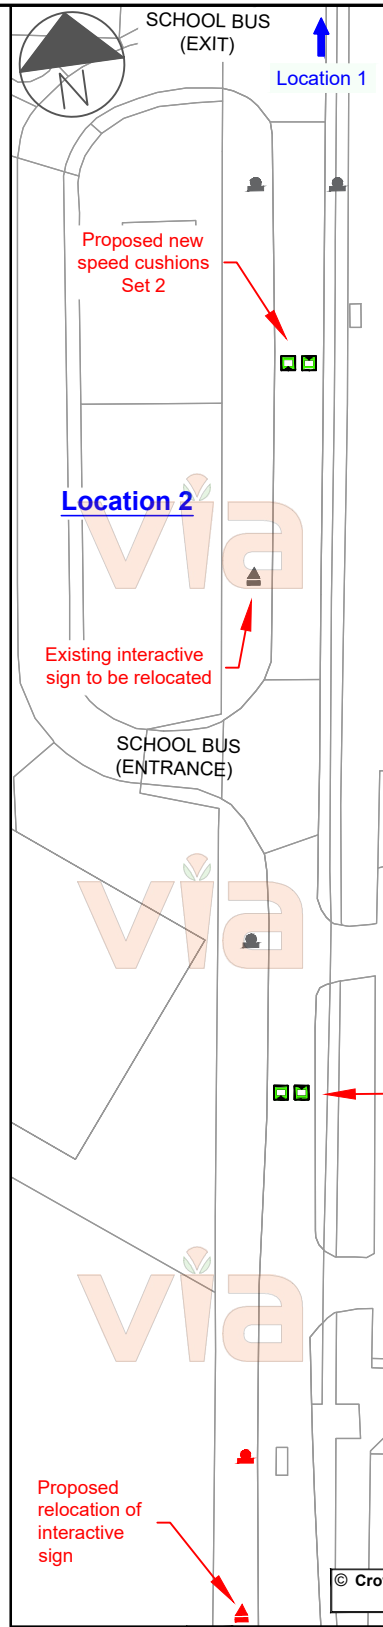 SCHOOL BUS
(EXIT)
N
Location 1
Proposed new
speed cushions
Set 2
Location 2
via
Existing interactive
sign to be relocated
SCHOOL BUS
(ENTRANCE)
via
via
Proposed
relocation of
interactive
sign
© Cro